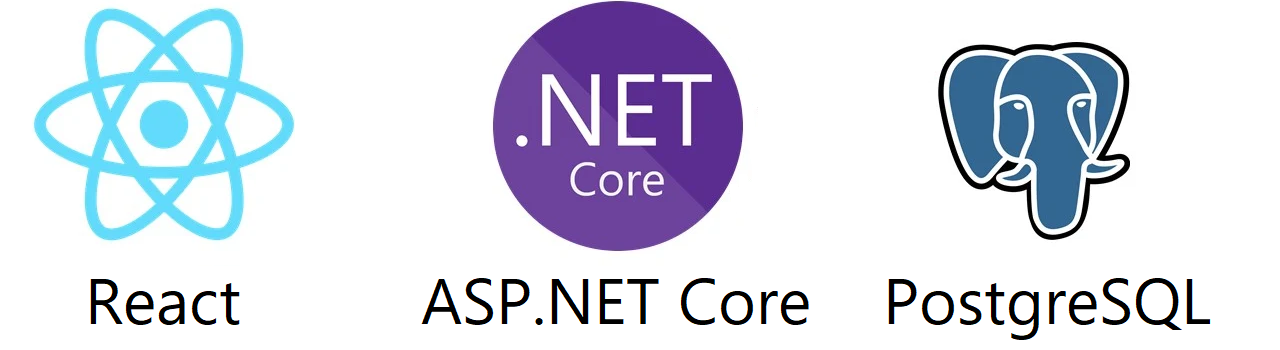 .NET
Core
React
ASP.NET Core
PostgreSQL